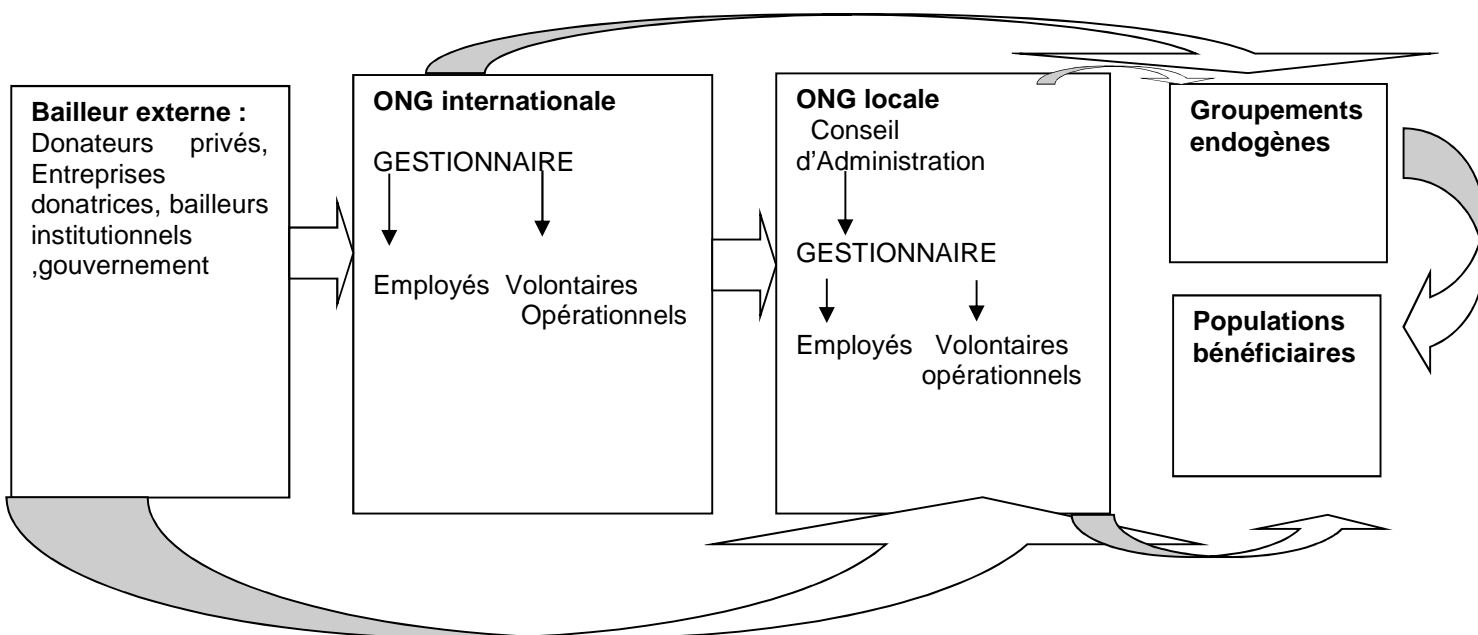 Bailleur externe :
Donateurs privés,
Entreprises
donatrices, bailleurs
institutionnels
,gouvernement
ONG internationale
GESTIONNAIRE
Employés Volontaires
Opérationnels
ONG locale
Conseil
d'Administration
GESTIONNAIRE
Employés Volontaires
opérationnels
Groupements
endogènes
Populations
bénéficiaires